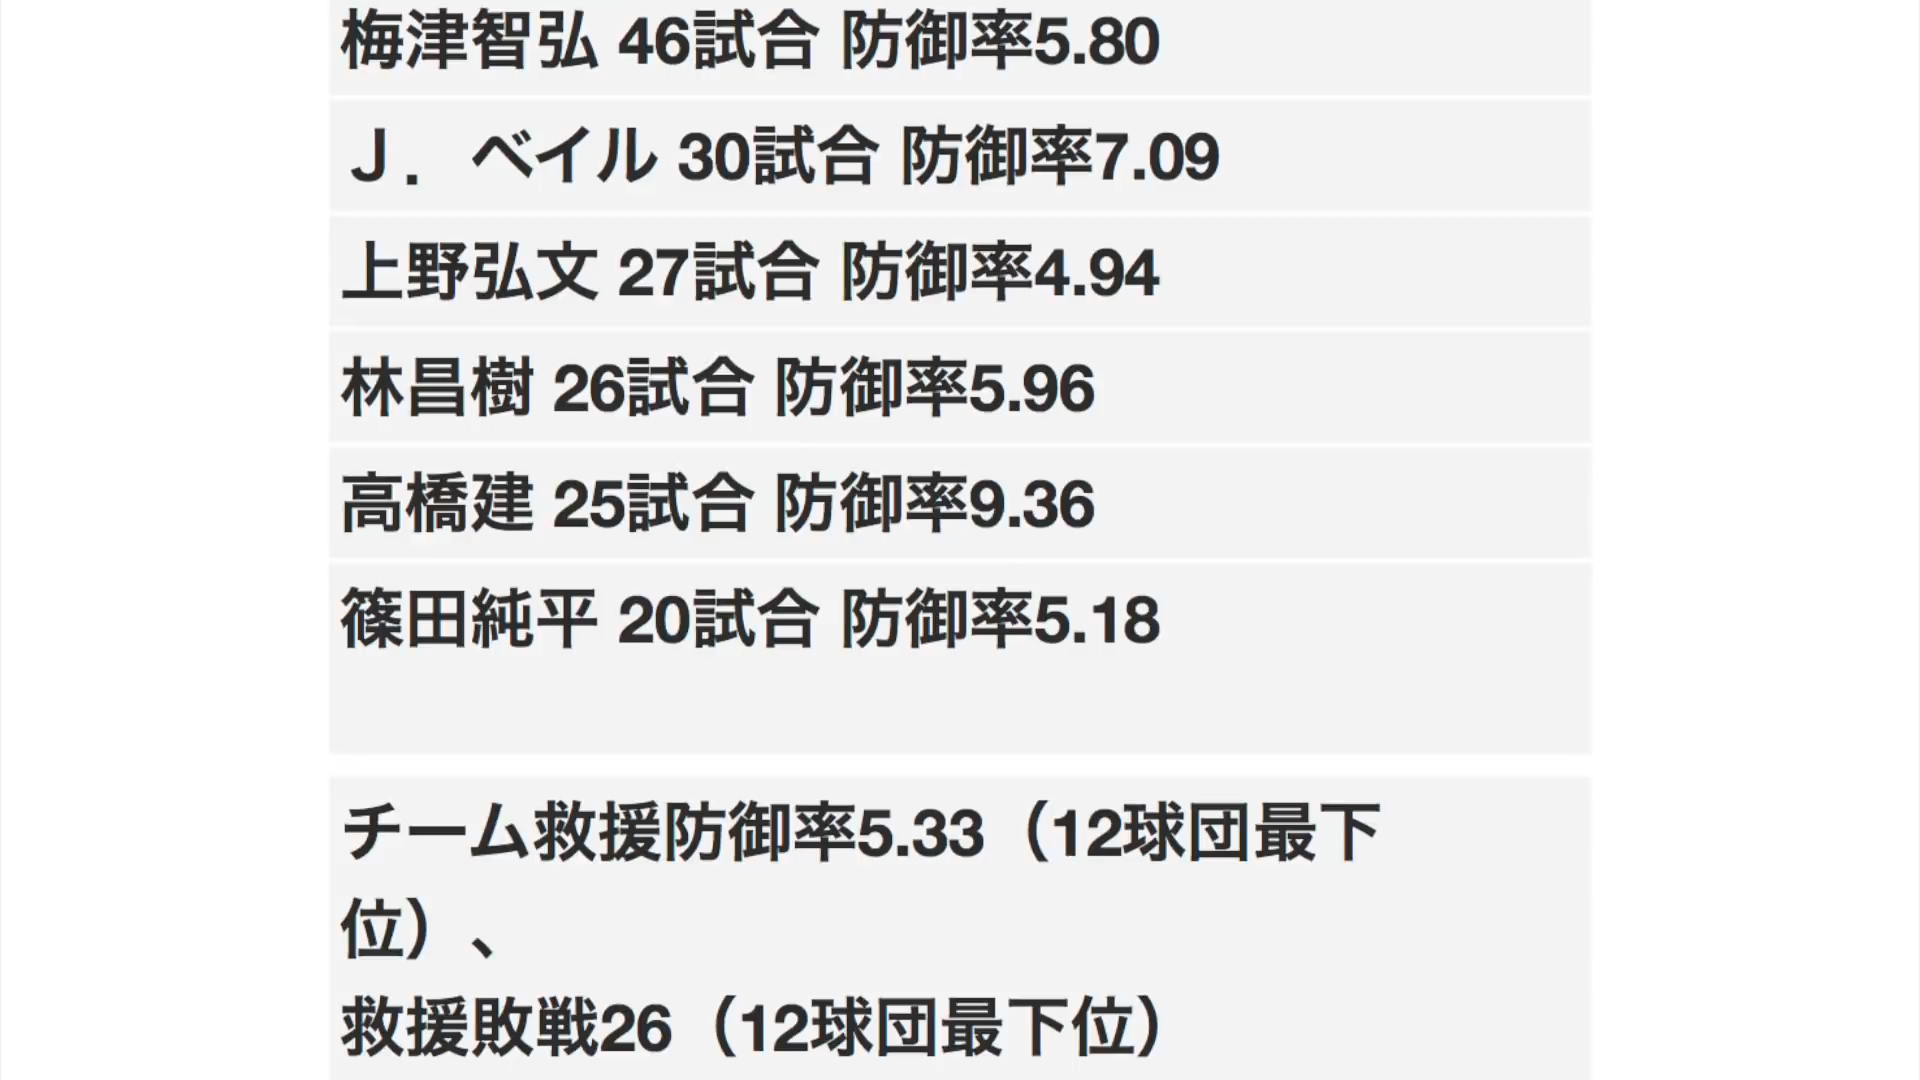 梅津智弘 46試合 防御率5.80
Ｊ．ベイル 30試合 防御率7.09
上野弘文 27試合 防御率4.94
林昌樹 26試合 防御率5.96
高橋建 25試合 防御率9.36
篠田純平 20試合 防御率5.18
チーム救援防御率5.33（12球団最下
位）、
救援敗戦26（12球団最下位）